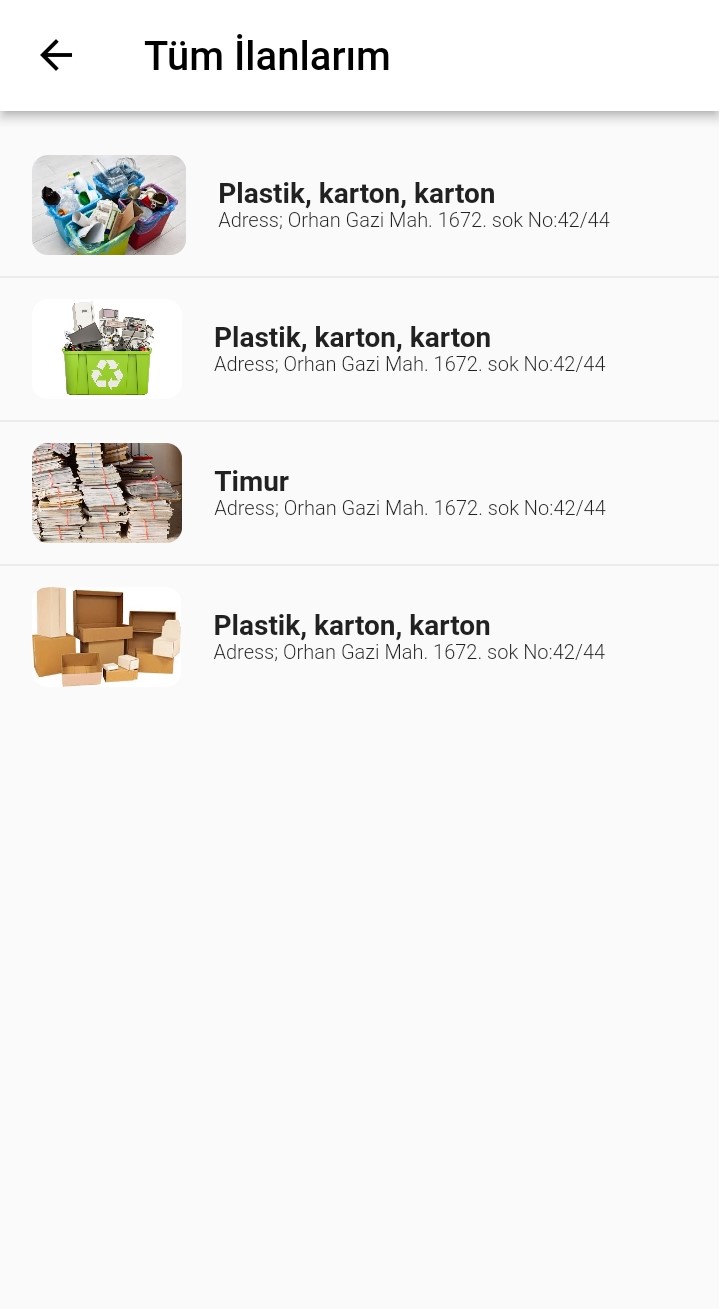 Tüm İlanlarım
Plastik, karton, karton
Adress; Orhan Gazi Mah. 1672. sok No:42/44
Plastik, karton, karton
Adress; Orhan Gazi Mah. 1672. sok No:42/44
Timur
Adress; Orhan Gazi Mah. 1672. sok No:42/44
Plastik, karton, karton
Adress; Orhan Gazi Mah. 1672. sok No:42/44